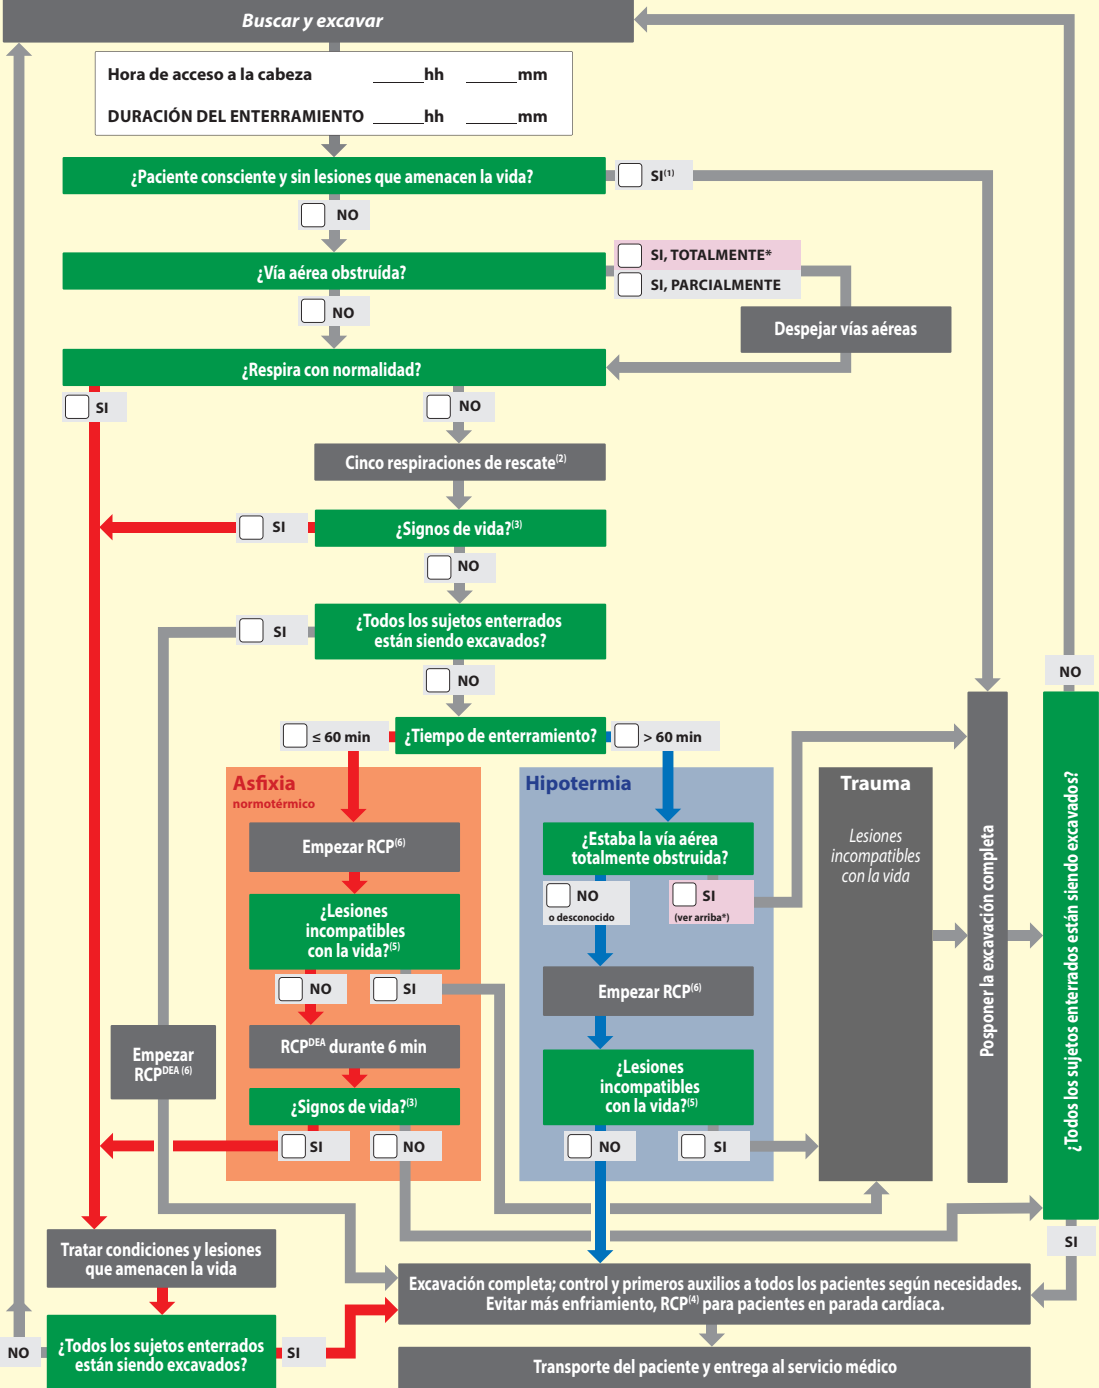 Buscar y excavar
Hora de acceso a la cabeza ______hh ______mm
DURACIÓN DEL ENTERRAMIENTO ______hh ______mm
¿Paciente consciente y sin lesiones que amenacen la vida?
SI(1)
NO
¿Vía aérea obstruída?
SI, TOTALMENTE*
SI, PARCIALMENTE
NO
Despejar vías aéreas
¿Respira con normalidad?
SI
NO
Cinco respiraciones de rescate(2)
¿Signos de vida?(3)
SI
NO
¿Todos los sujetos enterrados
están siendo excavados?
SI
NO
¿Tiempo de enterramiento?
≤ 60 min
> 60 min
Asfixia
normotérmico
Empezar RCP(6)
¿Lesiones
incompatibles
con la vida?(5)
NO
SI
RCPDEA durante 6 min
¿Signos de vida?(3)
SI
NO
Empezar
RCPDEA (6)
Hipotermia
¿Estaba la vía aérea
totalmente obstruida?
NO
o desconocido
SI
(ver arriba*)
Empezar RCP(6)
¿Lesiones
incompatibles
con la vida?(5)
NO
SI
Trauma
Lesiones
incompatibles
con la vida
Posponer la excavación completa
NO
¿Todos los sujetos enterrados están siendo excavados?
SI
Tratar condiciones y lesiones
que amenacen la vida
¿Todos los sujetos enterrados
están siendo excavados?
NO
SI
Excavación completa; control y primeros auxilios a todos los pacientes según necesidades.
Evitar más enfriamiento, RCP(4) para pacientes en parada cardíaca.
Transporte del paciente y entrega al servicio médico